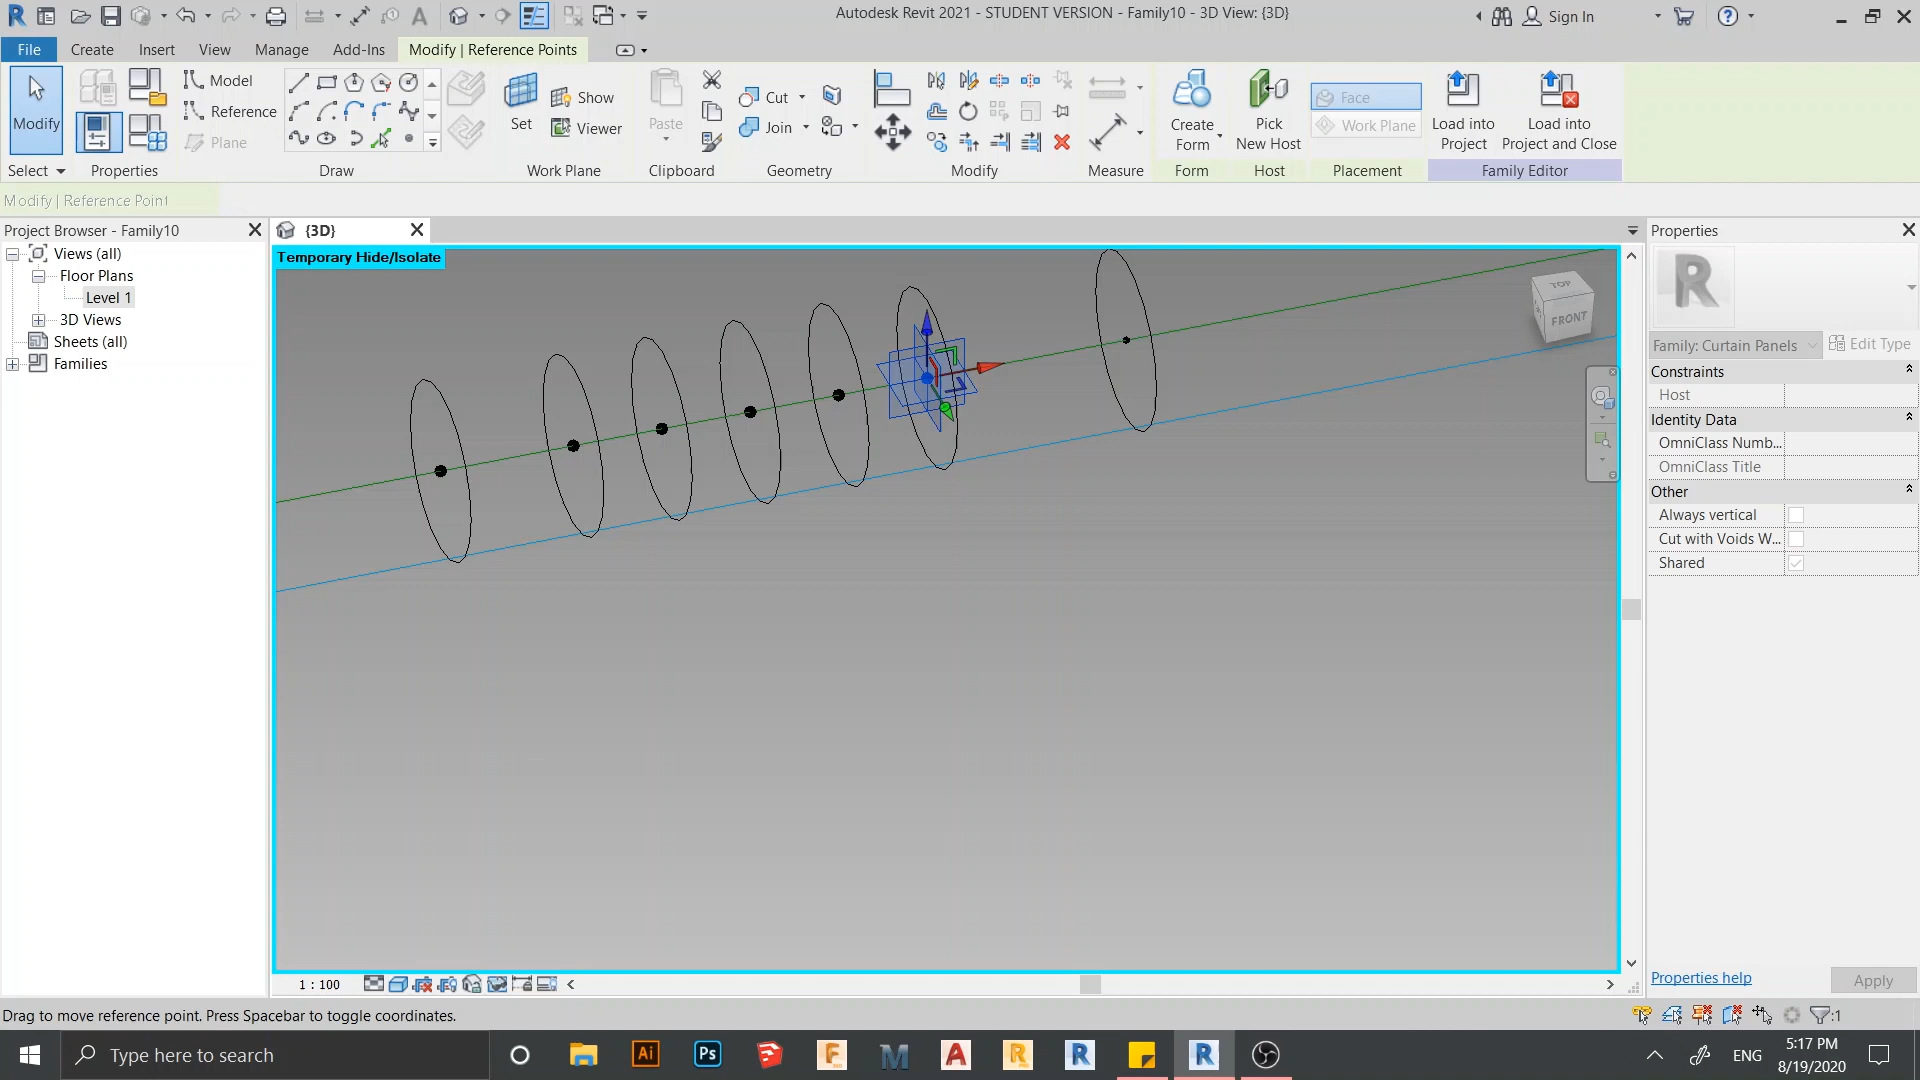 Autodesk Revit 2021 - STUDENT VERSION - Family10 - 3D View: {3D}
Sign In
File
Create
Insert
View
Manage
Add-Ins
Modify | Reference Points
Modify
Model
Reference
Plane
Set
Show
Viewer
Paste
Cut
Join
Create
Form
Pick
New Host
Face
Work Plane
Load into
Project
Load into
Project and Close
Select
Properties
Draw
Work Plane
Clipboard
Geometry
Modify
Measure
Form
Host
Placement
Family Editor
Modify | Reference Point
Project Browser - Family10
{3D}
Properties
Views (all)
Floor Plans
Level 1
3D Views
Sheets (all)
Families
Temporary Hide/Isolate
TOP
FRONT
Family: Curtain Panels
Edit Type
Constraints
Host
Identity Data
OmniClass Numb...
OmniClass Title
Other
Always vertical
Cut with Voids W...
Shared
Properties help
Apply
1 : 100
Drag to move reference point. Press Spacebar to toggle coordinates.
:1
Type here to search
Ai
Ps
ENG
5:17 PM
8/19/2020